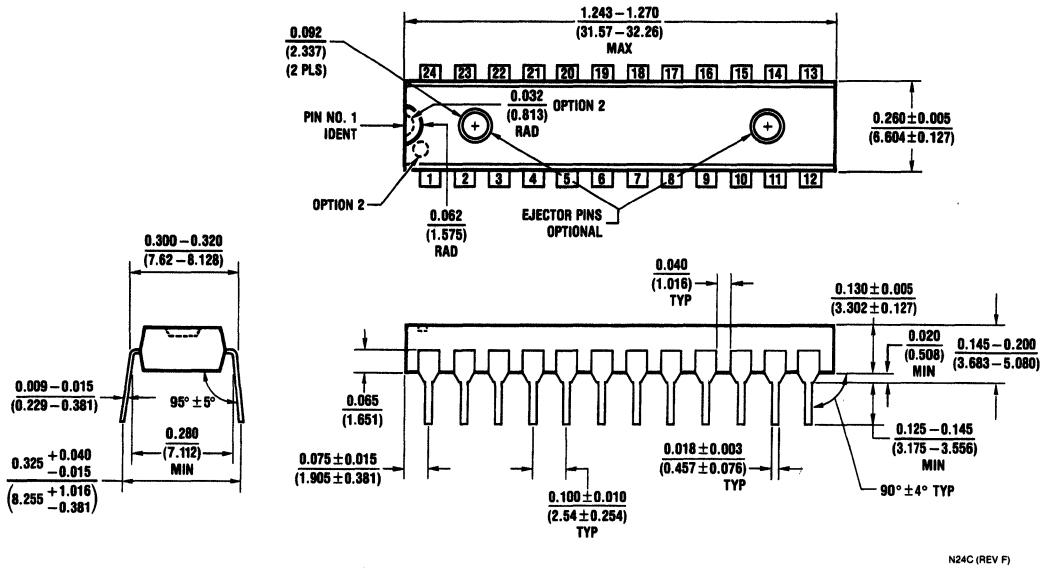 1.243–1.270
(31.57–32.26)
MAX
0.092
(2.337)
(2 PLS)
24 23 22 21 20 19 18 17 16 15 14 13
0.032
(0.813)
RAD
OPTION 2
PIN NO. 1
IDENT
0.260±0.005
(6.604±0.127)
OPTION 2
1 2 3 4 5 6 7 8 9 10 11 12
0.062
(1.575)
RAD
EJECTOR PINS
OPTIONAL
0.300–0.320
(7.62–8.128)
0.040
(1.016)
TYP
0.130±0.005
(3.302±0.127)
0.020
(0.508)
MIN
0.145–0.200
(3.683–5.080)
0.009–0.015
(0.229–0.381)
95°±5°
0.065
(1.651)
0.280
(7.112)
MIN
0.125–0.145
(3.175–3.556)
MIN
0.325 +0.040
–0.015
(8.255 +1.016
–0.381)
0.075±0.015
(1.905±0.381)
0.018±0.003
(0.457±0.076)
TYP
0.100±0.010
(2.54±0.254)
TYP
90°±4° TYP
N24C (REV F)